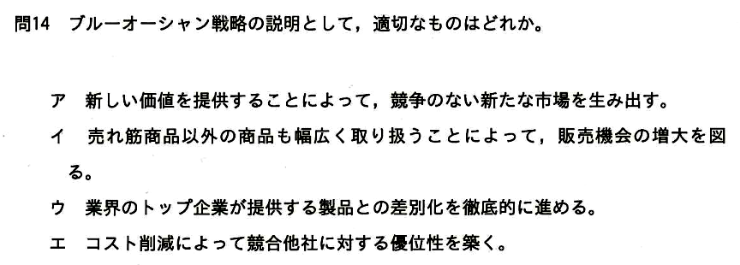 問14　ブルーオーシャン戦略の説明として，適切なものはどれか。
ア　新しい価値を提供することによって，競争のない新たな市場を生み出す。
イ　売れ筋商品以外の商品も幅広く取り扱うことによって，販売機会の増大を図
る。
ウ　業界のトップ企業が提供する製品との差別化を徹底的に進める。
エ　コスト削減によって競合他社に対する優位性を築く。